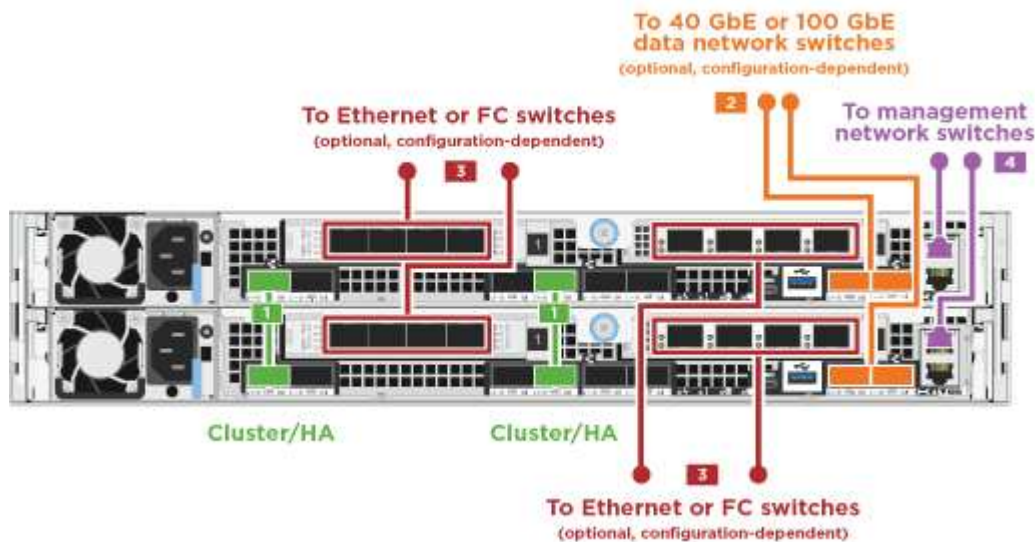 To 40 GbE or 100 GbE
data network switches
(optional, configuration-dependent)
2
To management
network switches
4
To Ethernet or FC switches
(optional, configuration-dependent)
3
1
1
1
1
Cluster/HA
Cluster/HA
3
To Ethernet or FC switches
(optional, configuration-dependent)